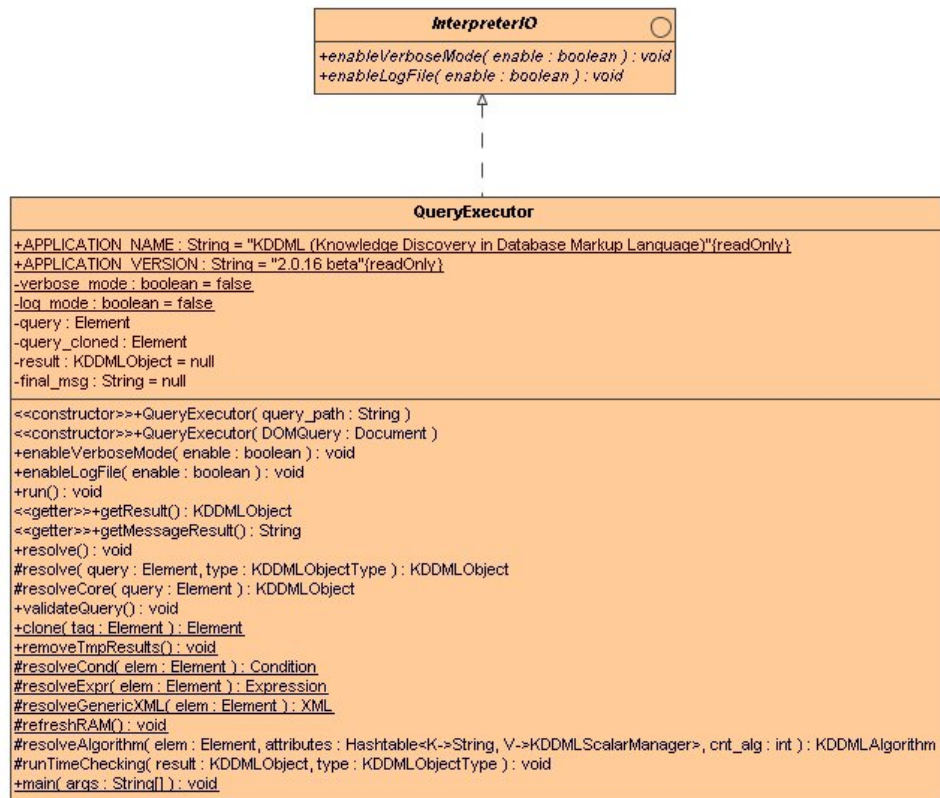 InterpreterIO
+enableVerboseMode( enable : boolean ) : void
+enableLogFile( enable : boolean ) : void
QueryExecutor
+APPLICATION_NAME : String = "KDDML (Knowledge Discovery in Database Markup Language)"{readOnly}
+APPLICATION_VERSION : String = "2.0.16 beta"{readOnly}
-verbose_mode : boolean = false
-log_mode : boolean = false
-query : Element
-query_cloned : Element
-result : KDDMLObject = null
-final_msg : String = null
<<constructor>>+QueryExecutor( query_path : String )
<<constructor>>+QueryExecutor( DOMQuery : Document )
+enableVerboseMode( enable : boolean ) : void
+enableLogFile( enable : boolean ) : void
+run() : void
<<getter>>+getResult() : KDDMLObject
<<getter>>+getMessageResult() : String
+resolve() : void
#resolve( query : Element, type : KDDMLObjectType ) : KDDMLObject
#resolveCore( query : Element ) : KDDMLObject
+validateQuery() : void
+clone( tag : Element ) : Element
+removeTmpResults() : void
#resolveCond( elem : Element ) : Condition
#resolveExpr( elem : Element ) : Expression
#resolveGenericXML( elem : Element ) : XML
#refreshRAM() : void
#resolveAlgorithm( elem : Element, attributes : Hashtable<K->String, V->KDDMLScalarManager>, cnt_alg : int ) : KDDMLAlgorithm
#runTimeChecking( result : KDDMLObject, type : KDDMLObjectType ) : void
+main( args : String[] ) : void